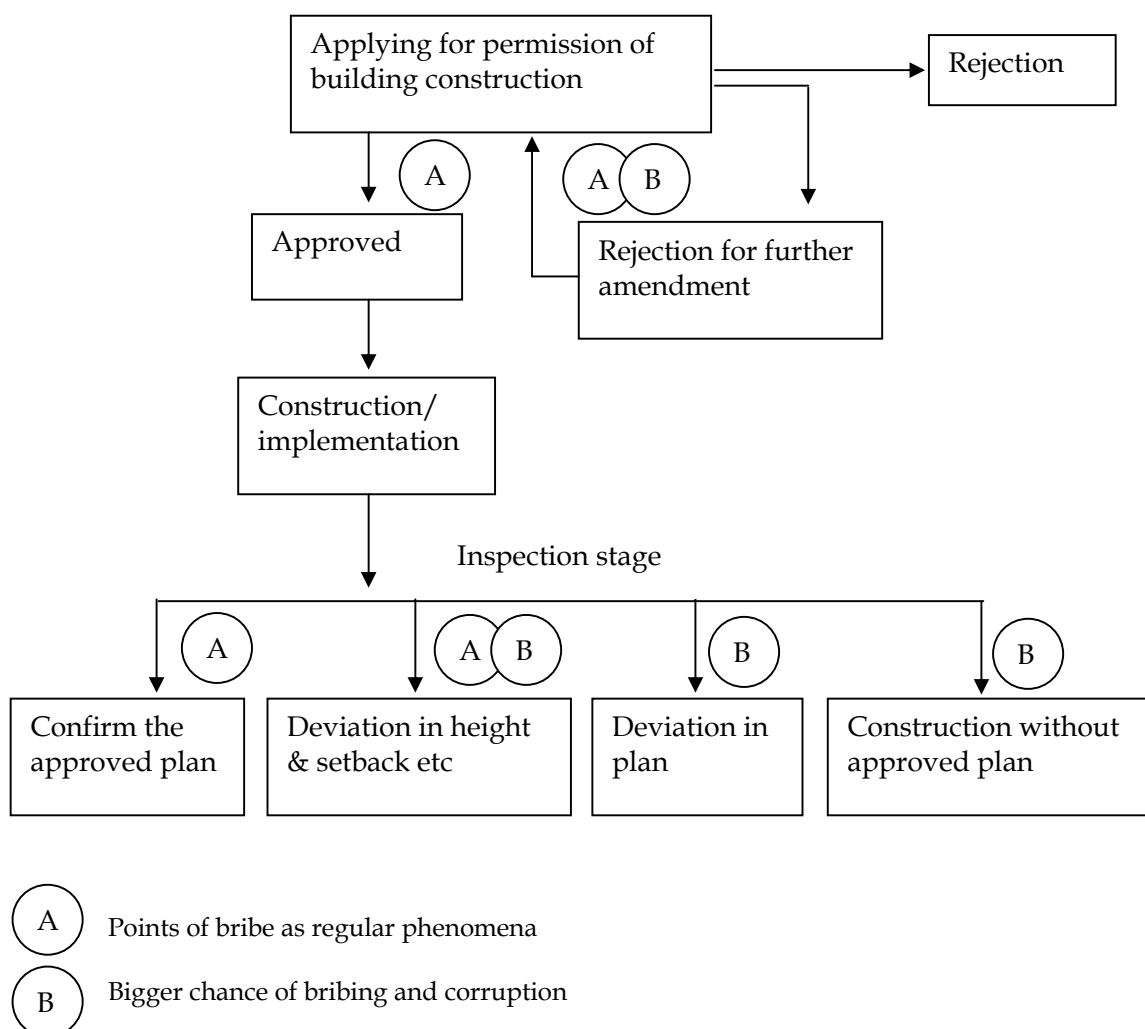 Applying for permission of
building construction
Rejection
A
A B
Approved
Rejection for further
amendment
Construction/
implementation
Inspection stage
A
A B
B
B
Confirm the
approved plan
Deviation in height
& setback etc
Deviation in
plan
Construction without
approved plan
A Points of bribe as regular phenomena
B Bigger chance of bribing and corruption